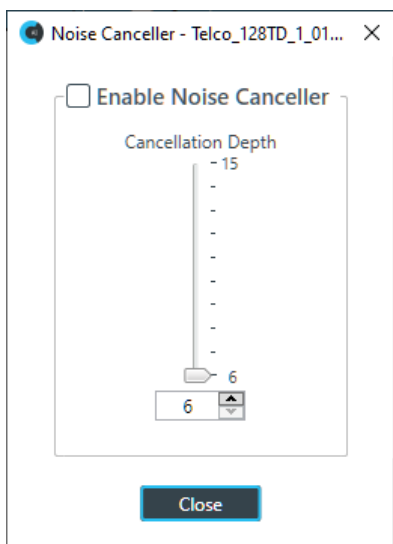 Noise Canceller - Telco_128TD_1_01...
Enable Noise Canceller
Cancellation Depth
15
6
6
Close